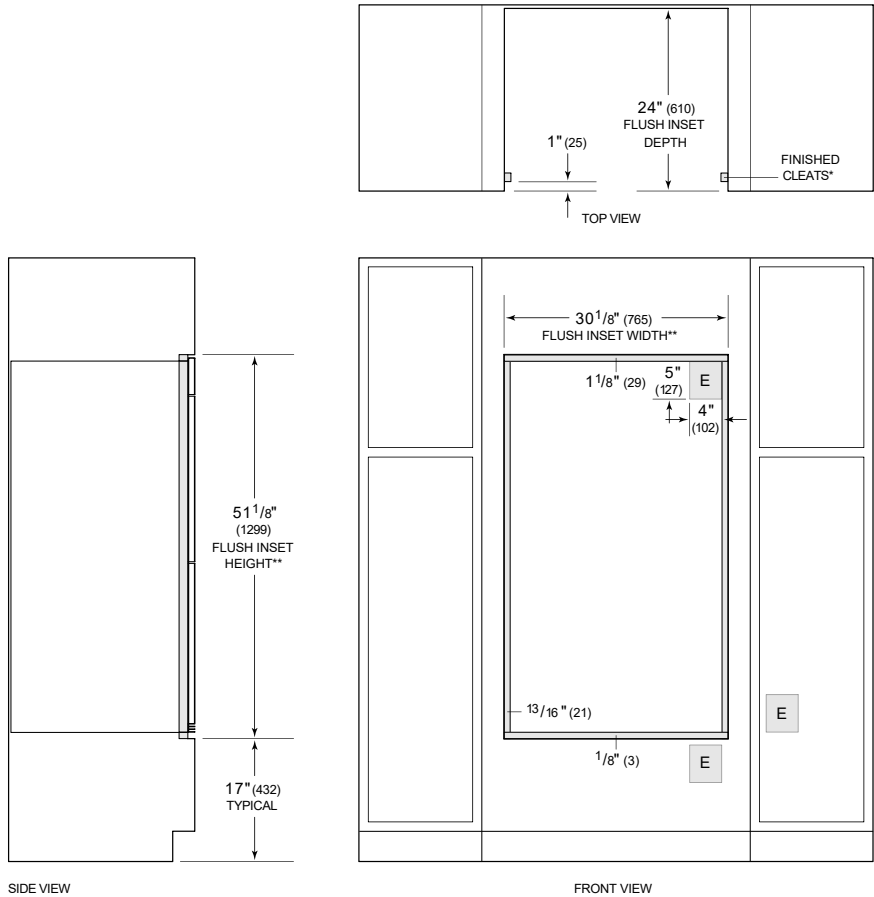 24" (610)
FLUSH INSET
DEPTH
1" (25)
FINISHED
CLEATS*
TOP VIEW
30 1/8" (765)
FLUSH INSET WIDTH**
1 1/8" (29)
5"
(127)
E
4"
(102)
51 1/8"
(1299)
FLUSH INSET
HEIGHT**
13/16" (21)
E
1/8" (3)
E
17" (432)
TYPICAL
SIDE VIEW
FRONT VIEW